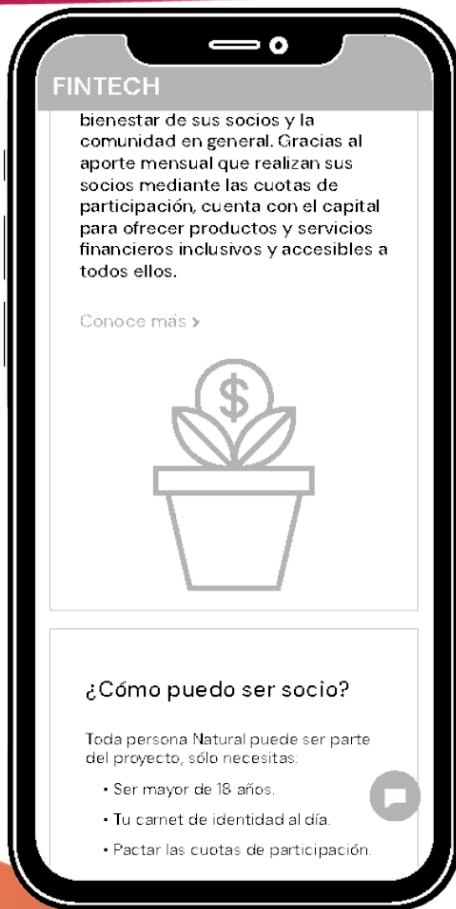 FINTECH
bienestar de sus socios y la
comunidad en general. Gracias al
aporte mensual que realizan sus
socios mediante las cuotas de
participación, cuenta con el capital
para ofrecer productos y servicios
financieros inclusivos y accesibles a
todos ellos.
Conoce más >
$
¿Cómo puedo ser socio?
Toda persona Natural puede ser parte
del proyecto, sólo necesitas:
• Ser mayor de 18 años.
• Tu carnet de identidad al día.
• Pactar las cuotas de participación.